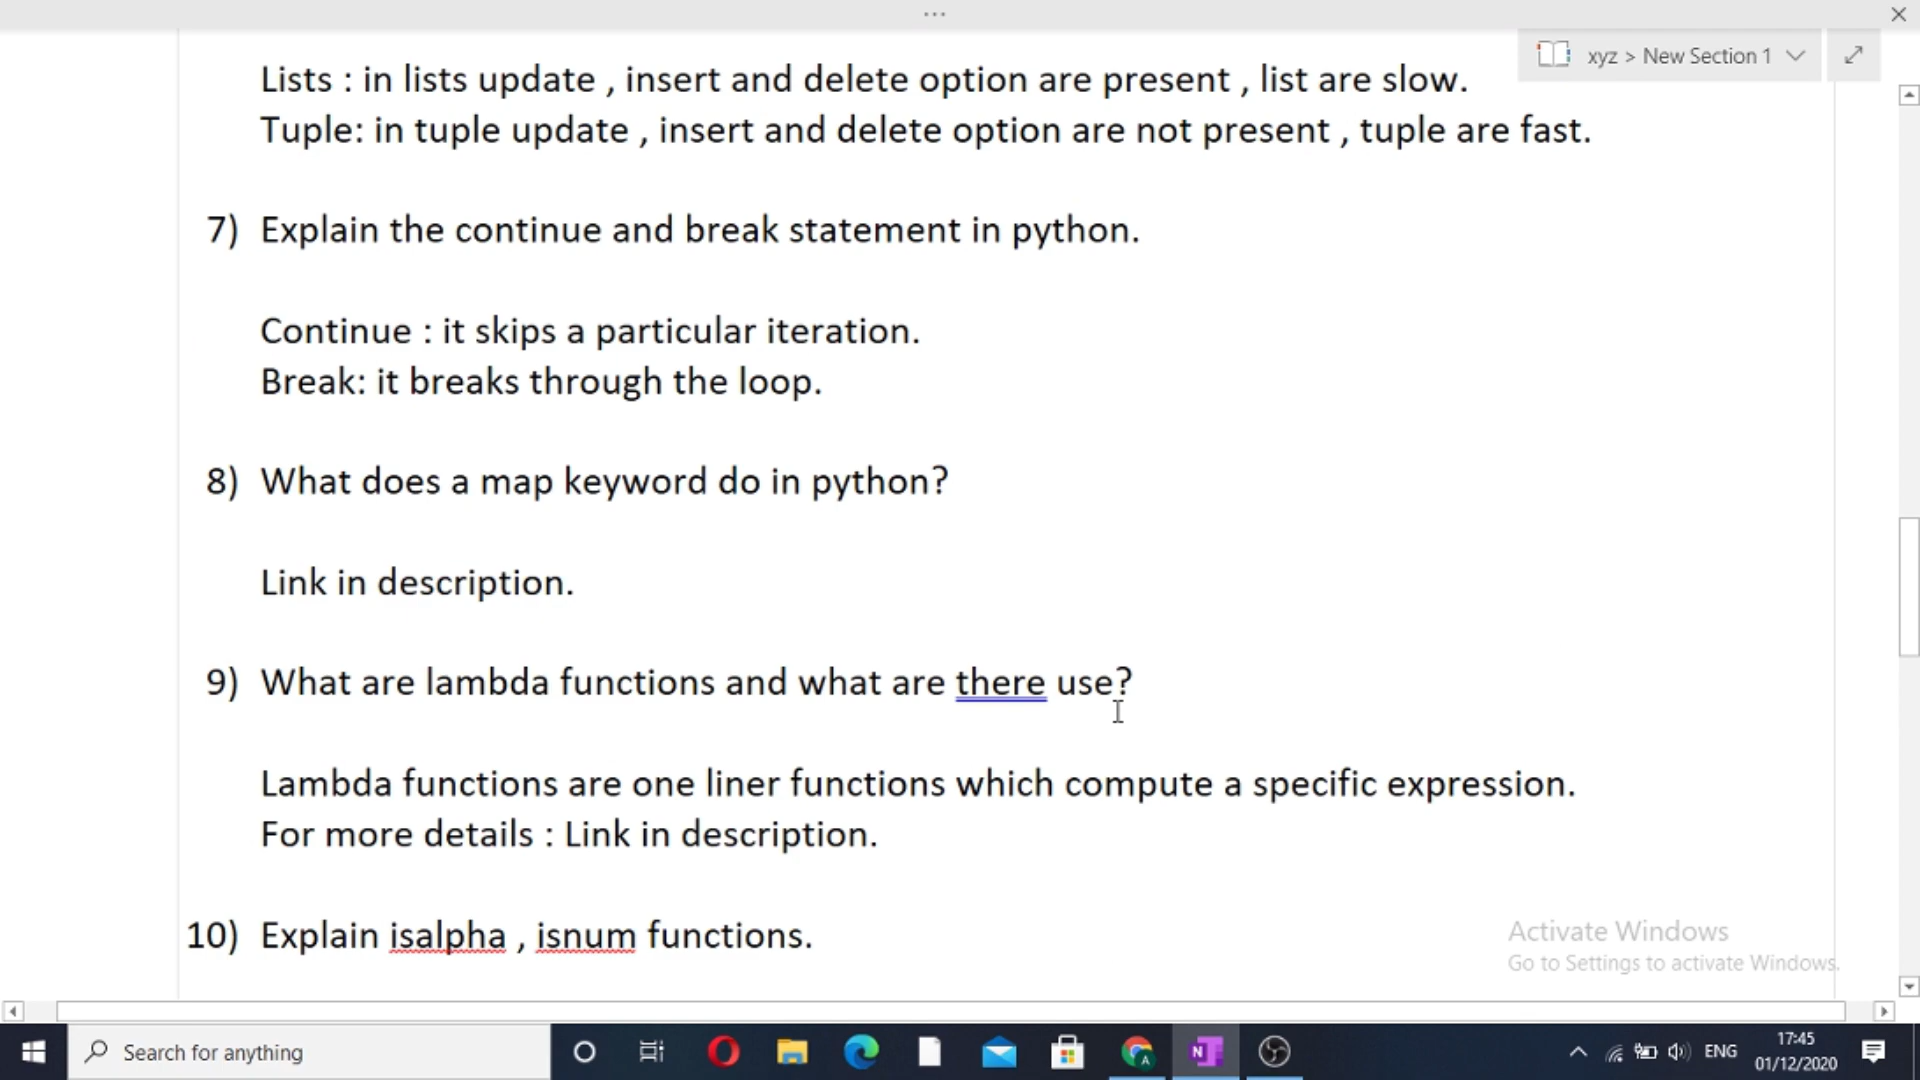 ...
xyz > New Section 1
Lists : in lists update , insert and delete option are present , list are slow.
Tuple: in tuple update , insert and delete option are not present , tuple are fast.
7) Explain the continue and break statement in python.
Continue : it skips a particular iteration.
Break: it breaks through the loop.
8) What does a map keyword do in python?
Link in description.
9) What are lambda functions and what are there use?
Lambda functions are one liner functions which compute a specific expression.
For more details : Link in description.
10) Explain isalpha , isnum functions.
Activate Windows
Go to Settings to activate Windows.
Search for anything
A
N
ENG
17:45
01/12/2020